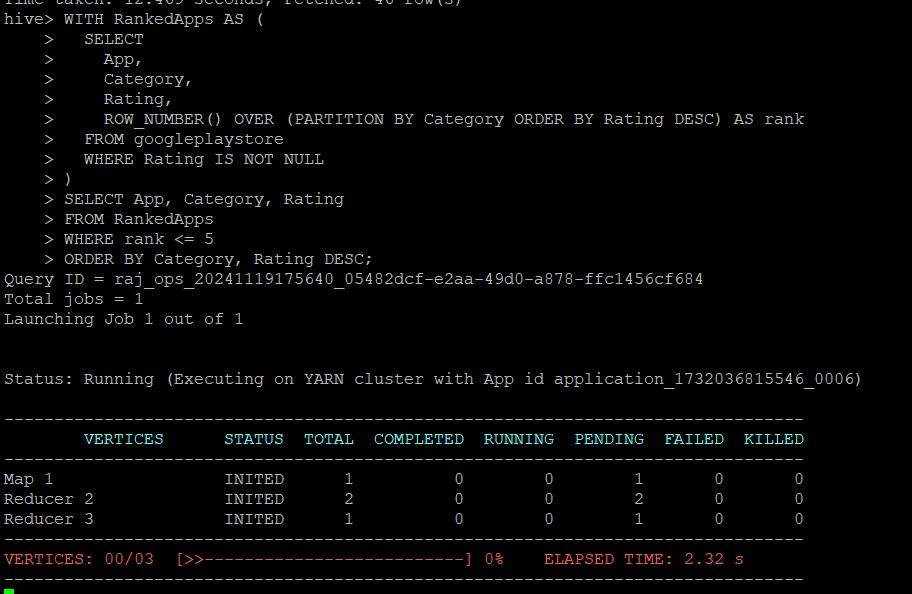 Time taken: 12.469 seconds, Fetched: 46 row(s)
hive> WITH RankedApps AS (
    >   SELECT
    >     App,
    >     Category,
    >     Rating,
    >     ROW_NUMBER() OVER (PARTITION BY Category ORDER BY Rating DESC) AS rank
    >   FROM googleplaystore
    >   WHERE Rating IS NOT NULL
    > )
    > SELECT App, Category, Rating
    > FROM RankedApps
    > WHERE rank <= 5
    > ORDER BY Category, Rating DESC;
Query ID = raj_ops_20241119175640_05482dcf-e2aa-49d0-a878-ffc1456cf684
Total jobs = 1
Launching Job 1 out of 1
Status: Running (Executing on YARN cluster with App id application_1732036815546_0006)
--------------------------------------------------------------------------------
        VERTICES      STATUS  TOTAL  COMPLETED  RUNNING  PENDING  FAILED  KILLED
--------------------------------------------------------------------------------
Map 1                 INITED      1          0        0        1       0       0
Reducer 2             INITED      2          0        0        2       0       0
Reducer 3             INITED      1          0        0        1       0       0
--------------------------------------------------------------------------------
VERTICES: 00/03  [>>--------------------------] 0%    ELAPSED TIME: 2.32 s
--------------------------------------------------------------------------------